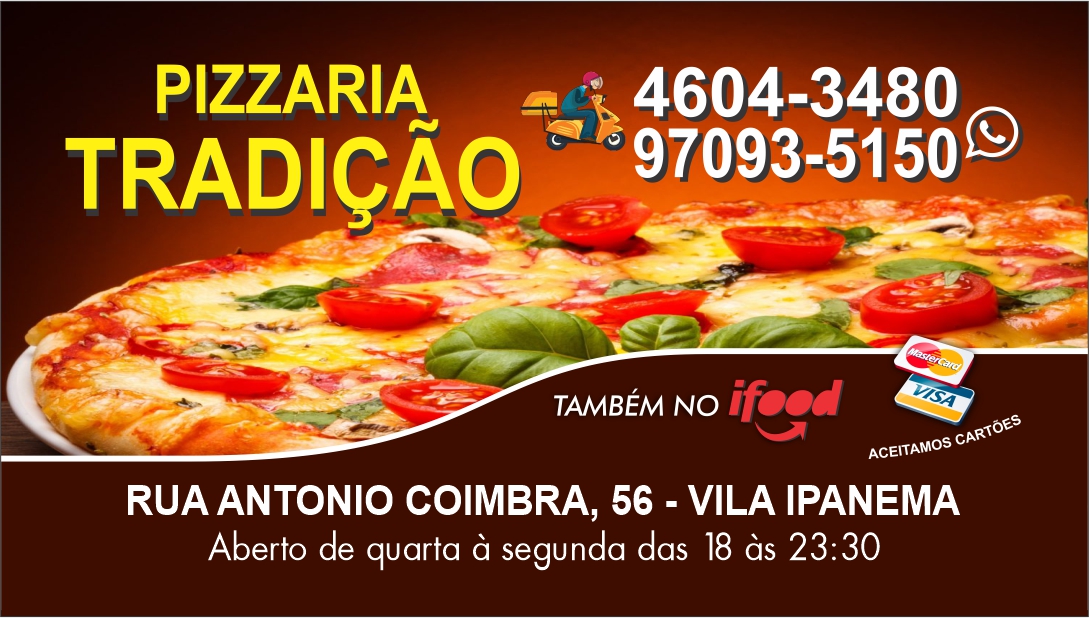 PIZZARIA
TRADIÇÃO
4604-3480
97093-5150
TAMBÉM NO ifood
MasterCard
VISA
ACEITAMOS CARTÕES
RUA ANTONIO COIMBRA, 56 - VILA IPANEMA
Aberto de quarta à segunda das 18 às 23:30